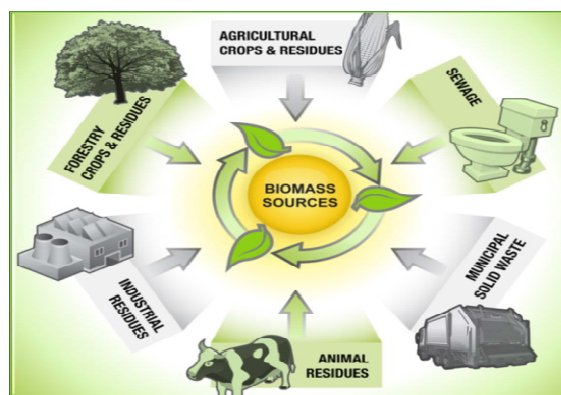 AGRICULTURAL
CROPS & RESIDUES
SEWAGE
MUNICIPAL
SOLID WASTE
ANIMAL
RESIDUES
INDUSTRIAL
RESIDUES
FORESTRY
CROPS & RESIDUES
BIOMASS
SOURCES